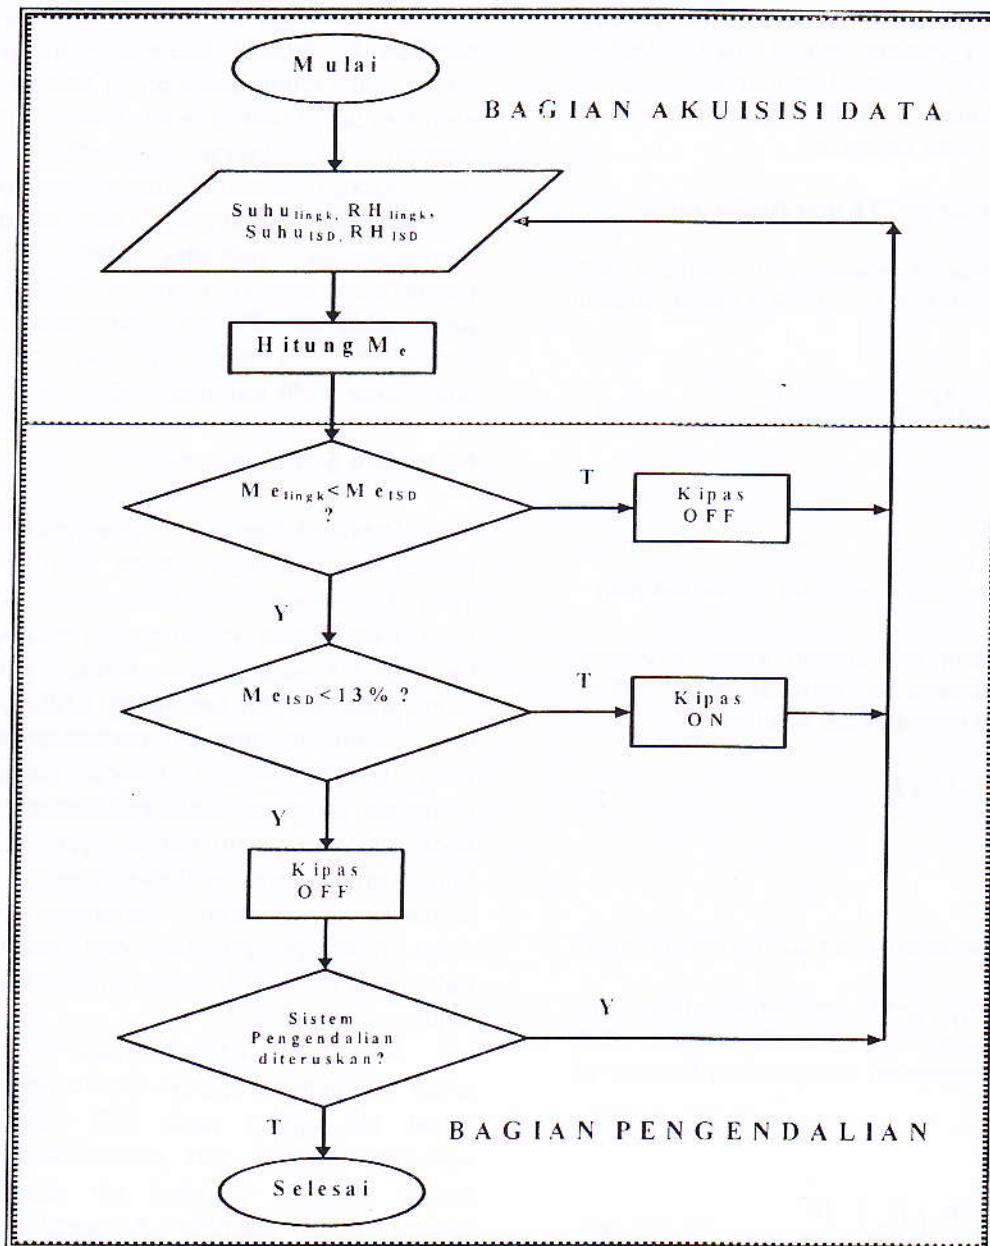 Mulai
BAGIAN AKUISISI DATA
Suhu lingk, RH lingk,
Suhu ISD, RH ISD
Hitung M e
Me lingk < Me ISD
?
T
Kipas
OFF
Y
Me ISD < 13% ?
T
Kipas
ON
Y
Kipas
OFF
Sistem
Pengendalian
diteruskan?
Y
T
BAGIAN PENGENDALIAN
Selesai